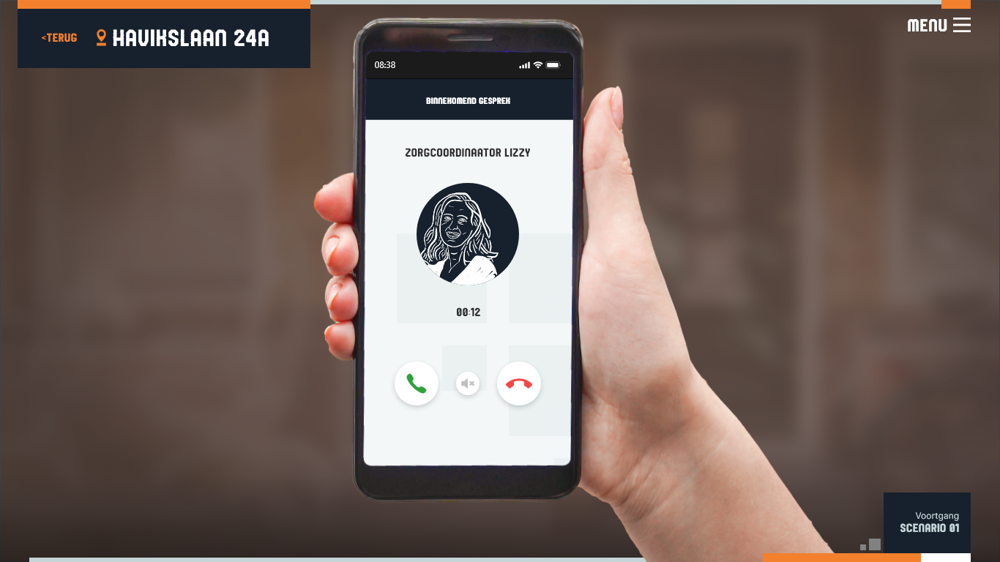 <TERUG
HAVIKSLAAN 24A
MENU
08:38
BINNEKOMEND GESPREK
ZORGCOORDINAATOR LIZZY
00:12
Voortgang
SCENARIO 01